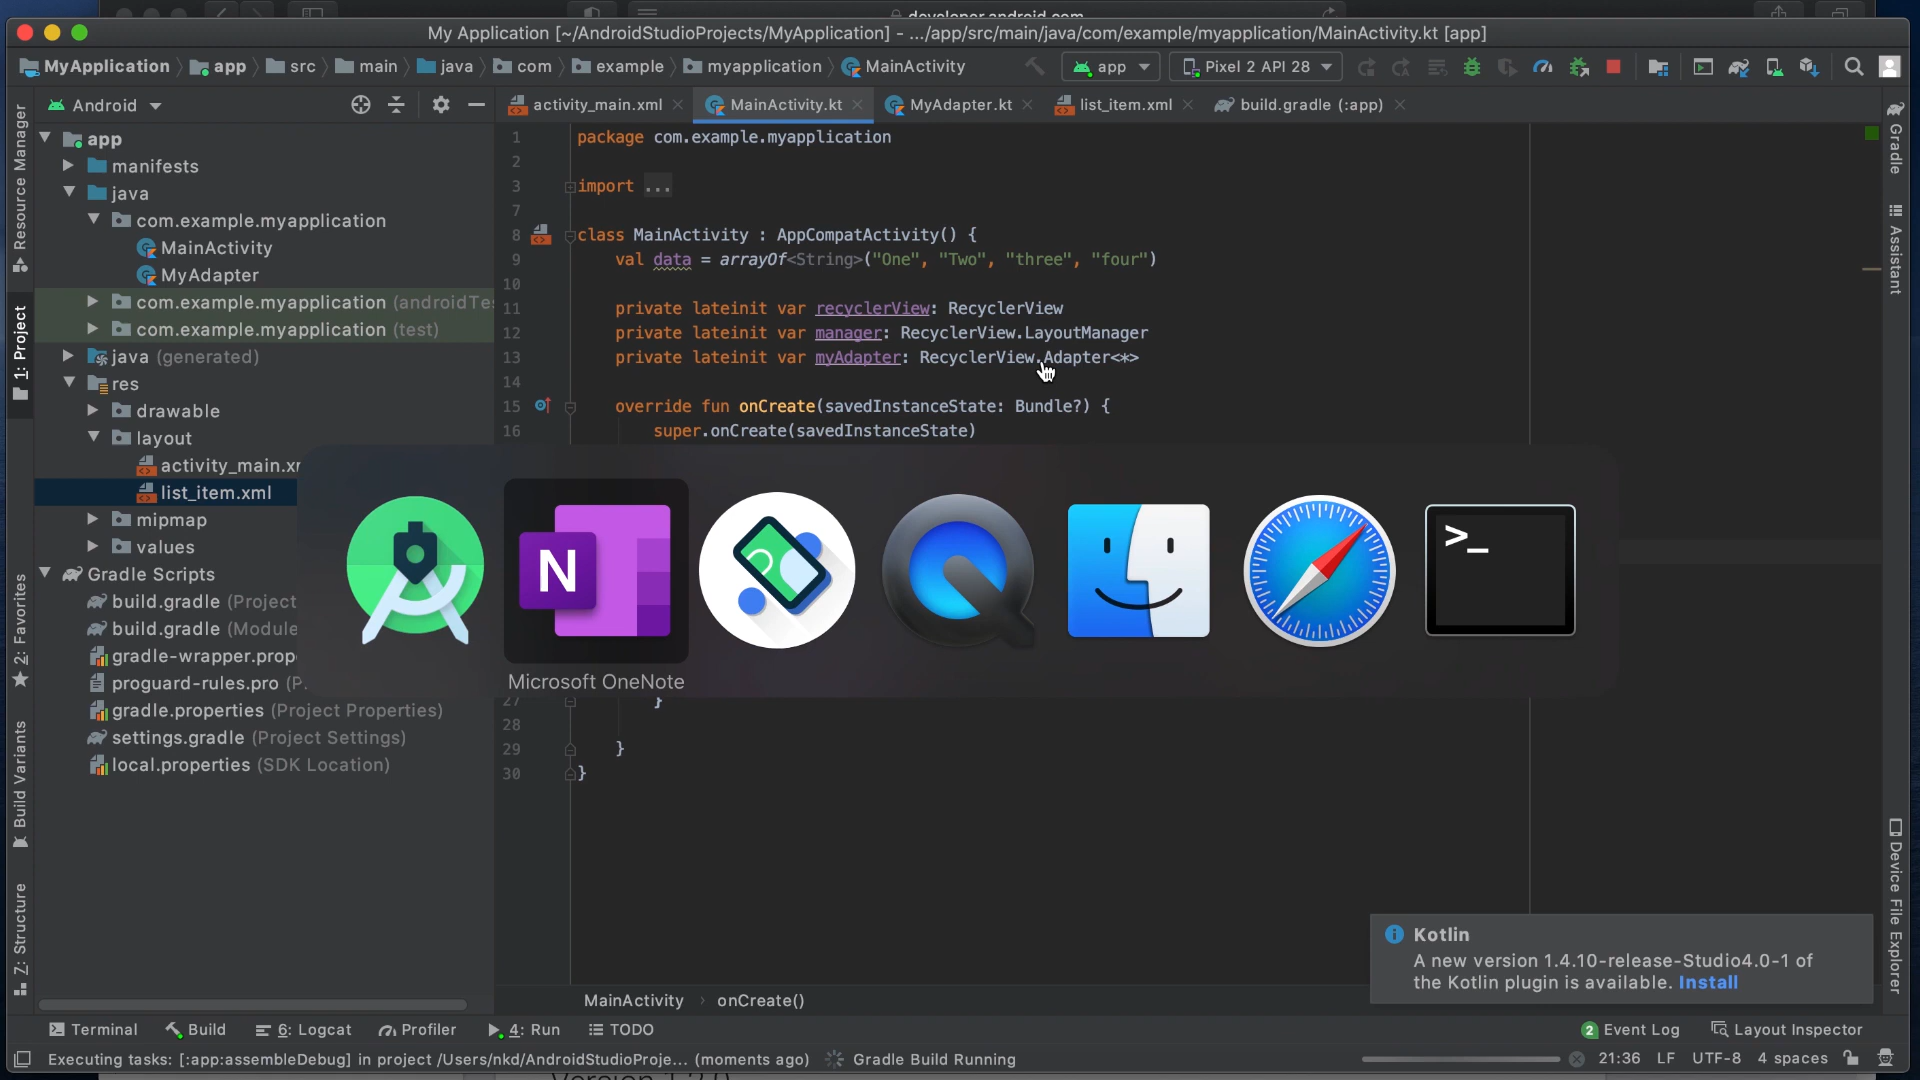 developer.android.com
My Application [~/AndroidStudioProjects/MyApplication] - .../app/src/main/java/com/example/myapplication/MainActivity.kt [app]
MyApplication app src main java com example myapplication MainActivity
app Pixel 2 API 28
Android
activity_main.xml MainActivity.kt MyAdapter.kt list_item.xml build.gradle (:app)
Resource Manager
1: Project
2: Favorites
Build Variants
Z: Structure
app
manifests
java
com.example.myapplication
MainActivity
MyAdapter
com.example.myapplication (androidTe
com.example.myapplication (test)
java (generated)
res
drawable
layout
activity_main.x
list_item.xml
mipmap
values
Gradle Scripts
build.gradle (Project
build.gradle (Module
gradle-wrapper.prop
proguard-rules.pro (P
gradle.properties (Project Properties)
settings.gradle (Project Settings)
local.properties (SDK Location)
1 package com.example.myapplication
2
3 import ...
7
8 class MainActivity : AppCompatActivity() {
9 val data = arrayOf<String>("One", "Two", "three", "four")
10
11 private lateinit var recyclerView: RecyclerView
12 private lateinit var manager: RecyclerView.LayoutManager
13 private lateinit var myAdapter: RecyclerView.Adapter<*>
14
15 override fun onCreate(savedInstanceState: Bundle?) {
16 super.onCreate(savedInstanceState)
N
>_
Microsoft OneNote
27 }
28
29 }
30 }
Gradle
Assistant
Device File Explorer
Kotlin
A new version 1.4.10-release-Studio4.0-1 of
the Kotlin plugin is available. Install
MainActivity › onCreate()
Terminal Build 6: Logcat Profiler 4: Run TODO
2 Event Log Layout Inspector
Executing tasks: [:app:assembleDebug] in project /Users/nkd/AndroidStudioProje... (moments ago) Gradle Build Running
21:36 LF UTF-8 4 spaces